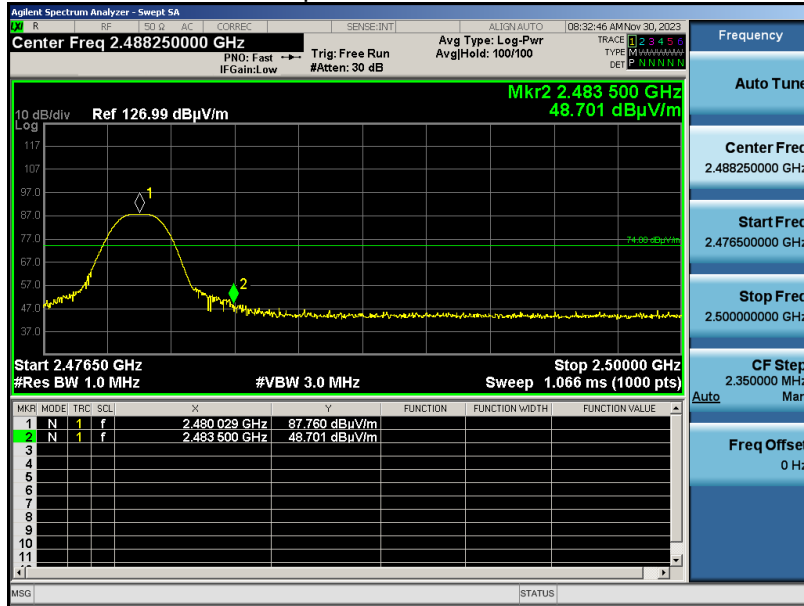 Agilent Spectrum Analyzer - Swept SA
LXI R RF 50 Ω AC CORREC SENSE:INT ALIGN AUTO 08:32:46 AM Nov 30, 2023
Center Freq 2.488250000 GHz
PNO: Fast
IFGain:Low
Trig: Free Run
#Atten: 30 dB
Avg Type: Log-Pwr
Avg|Hold: 100/100
TRACE 1 2 3 4 5 6
TYPE M
DET P N N N N N
Mkr2 2.483 500 GHz
48.701 dBµV/m
10 dB/div Ref 126.99 dBµV/m
Log
117
107
97.0
87.0
77.0
67.0
57.0
47.0
37.0
1
2
74.00 dBµV/m
Start 2.47650 GHz Stop 2.50000 GHz
#Res BW 1.0 MHz #VBW 3.0 MHz Sweep 1.066 ms (1000 pts)
MKR MODE TRC SCL X Y FUNCTION FUNCTION WIDTH FUNCTION VALUE
1 N 1 f 2.480 029 GHz 87.760 dBµV/m
2 N 1 f 2.483 500 GHz 48.701 dBµV/m
3
4
5
6
7
8
9
10
11
MSG STATUS
Frequency
Auto Tune
Center Freq
2.488250000 GHz
Start Freq
2.476500000 GHz
Stop Freq
2.500000000 GHz
CF Step
2.350000 MHz
Auto Man
Freq Offset
0 Hz